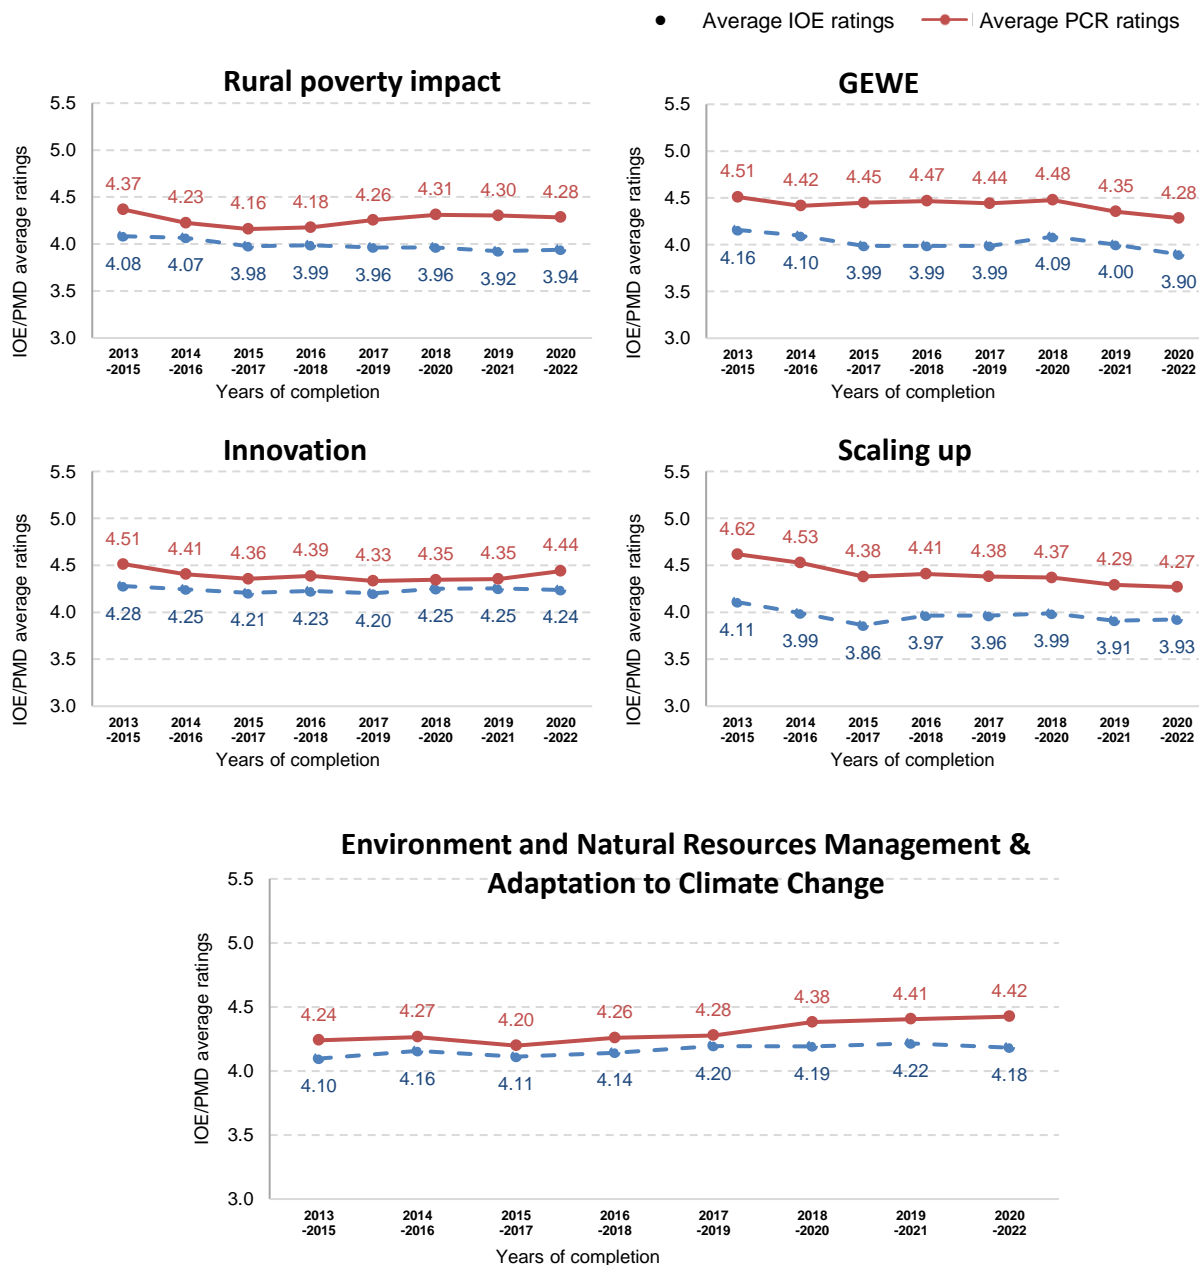 Average IOE ratings Average PCR ratings
Rural poverty impact
IOE/PMD average ratings
5.5
5.0
4.5
4.0
3.5
3.0
4.37 4.23 4.16 4.18 4.26 4.31 4.30 4.28
4.08 4.07 3.98 3.99 3.96 3.96 3.92 3.94
2013 2014 2015 2016 2017 2018 2019 2020
-2015 -2016 -2017 -2018 -2019 -2020 -2021 -2022
Years of completion
GEWE
IOE/PMD average ratings
5.5
5.0
4.5
4.0
3.5
3.0
4.51 4.42 4.45 4.47 4.44 4.48 4.35 4.28
4.16 4.10 3.99 3.99 3.99 4.09 4.00 3.90
2013 2014 2015 2016 2017 2018 2019 2020
-2015 -2016 -2017 -2018 -2019 -2020 -2021 -2022
Years of completion
Innovation
IOE/PMD average ratings
5.5
5.0
4.5
4.0
3.5
3.0
4.51 4.41 4.36 4.39 4.33 4.35 4.35 4.44
4.28 4.25 4.21 4.23 4.20 4.25 4.25 4.24
2013 2014 2015 2016 2017 2018 2019 2020
-2015 -2016 -2017 -2018 -2019 -2020 -2021 -2022
Years of completion
Scaling up
IOE/PMD average ratings
5.5
5.0
4.5
4.0
3.5
3.0
4.62 4.53 4.38 4.41 4.38 4.37 4.29 4.27
4.11 3.99 3.86 3.97 3.96 3.99 3.91 3.93
2013 2014 2015 2016 2017 2018 2019 2020
-2015 -2016 -2017 -2018 -2019 -2020 -2021 -2022
Years of completion
Environment and Natural Resources Management &
Adaptation to Climate Change
IOE/PMD average ratings
5.5
5.0
4.5
4.0
3.5
3.0
4.24 4.27 4.20 4.26 4.28 4.38 4.41 4.42
4.10 4.16 4.11 4.14 4.20 4.19 4.22 4.18
2013 2014 2015 2016 2017 2018 2019 2020
-2015 -2016 -2017 -2018 -2019 -2020 -2021 -2022
Years of completion